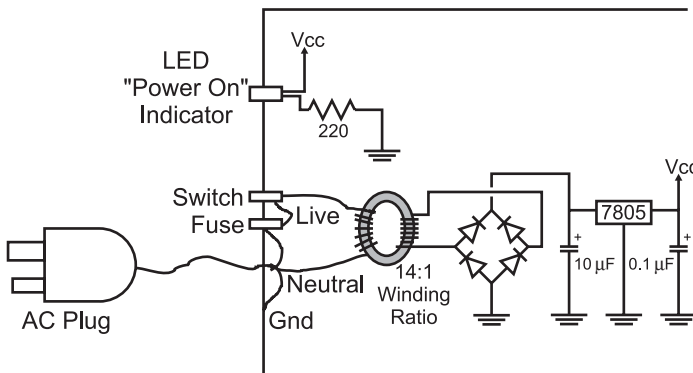 LED
"Power On"
Indicator
Vcc
220
Switch
Fuse
Live
Neutral
Gnd
AC Plug
14:1
Winding
Ratio
Vcc
7805
+
10 µF
+
0.1 µF